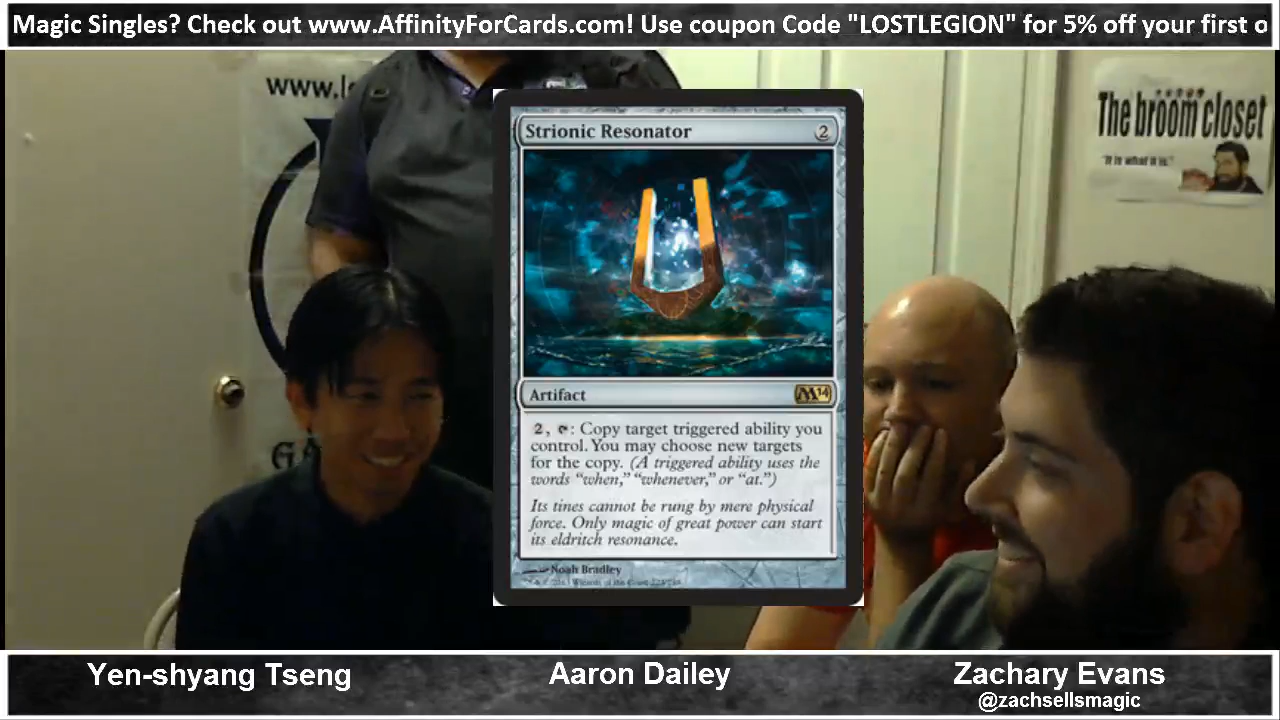 Magic Singles? Check out www.AffinityForCards.com! Use coupon Code "LOSTLEGION" for 5% off your first o
www.l
The broom closet
"It is what it is."
GA
Strionic Resonator
2
Artifact
M14
2, T: Copy target triggered ability you
control. You may choose new targets
for the copy. (A triggered ability uses the
words “when,” “whenever,” or “at.”)
Its tines cannot be rung by mere physical
force. Only magic of great power can start
its eldritch resonance.
Noah Bradley
Yen-shyang Tseng
Aaron Dailey
Zachary Evans
@zachsellsmagic